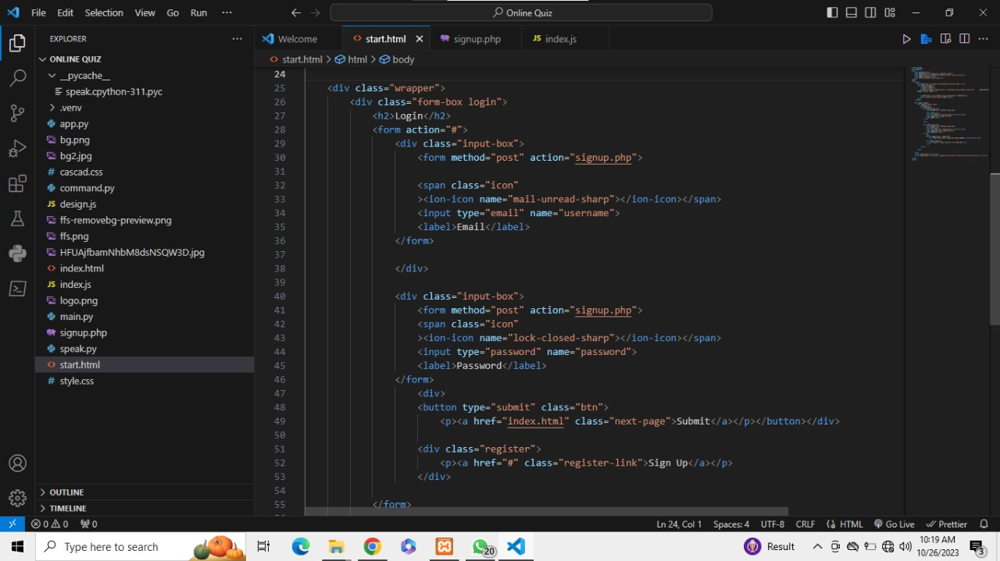 File Edit Selection View Go Run ··· Online Quiz
EXPLORER ···
Welcome start.html signup.php JS index.js ···
start.html > html > body
ONLINE QUIZ
__pycache__
speak.cpython-311.pyc
.venv
app.py
bg.png
bg2.jpg
# cascad.css
command.py
JS design.js
ffs-removebg-preview.png
ffs.png
HFUAjfbamNhbM8dsNSQW3D.jpg
index.html
JS index.js
logo.png
main.py
signup.php
speak.py
start.html
# style.css
OUTLINE
TIMELINE
24
25 <div class="wrapper">
26 <div class="form-box login">
27 <h2>Login</h2>
28 <form action="#">
29 <div class="input-box">
30 <form method="post" action="signup.php">
31
32 <span class="icon"
33 ><ion-icon name="mail-unread-sharp"></ion-icon></span>
34 <input type="email" name="username">
35 <label>Email</label>
36 </form>
37
38 </div>
39
40 <div class="input-box">
41 <form method="post" action="signup.php">
42 <span class="icon"
43 ><ion-icon name="lock-closed-sharp"></ion-icon></span>
44 <input type="password" name="password">
45 <label>Password</label>
46 </form>
47 <div>
48 <button type="submit" class="btn">
49 <p><a href="index.html" class="next-page">Submit</a></p></button></div>
50
51 <div class="register">
52 <p><a href="#" class="register-link">Sign Up</a></p>
53 </div>
54
55 </form>
0 0 0 Ln 24, Col 1 Spaces: 4 UTF-8 CRLF HTML Go Live Prettier
Type here to search 20 Result 10:19 AM
10/26/2023 3